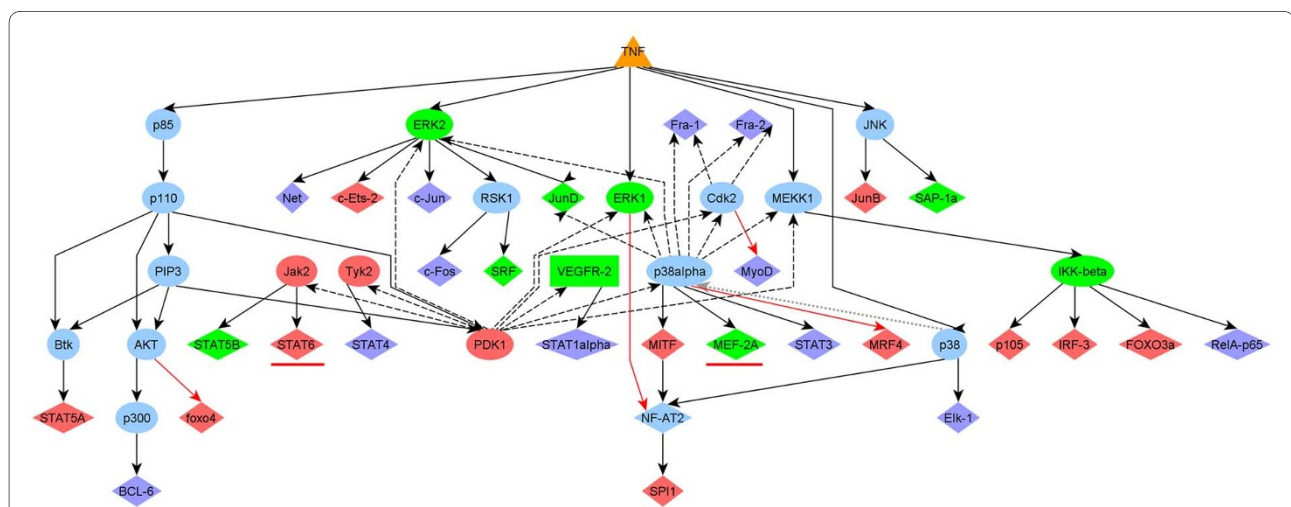 TNF
p85
ERK2
Fra-1
Fra-2
JNK
p110
Net
c-Ets-2
c-Jun
RSK1
JunD
ERK1
Cdk2
MEKK1
JunB
SAP-1a
PIP3
Jak2
Tyk2
c-Fos
SRF
VEGFR-2
p38alpha
MyoD
IKK-beta
Btk
AKT
STAT5B
STAT6
STAT4
PDK1
STAT1alpha
MITF
MEF-2A
STAT3
MRF4
p38
p105
IRF-3
FOXO3a
RelA-p65
STAT5A
p300
foxo4
NF-AT2
Elk-1
BCL-6
SPI1